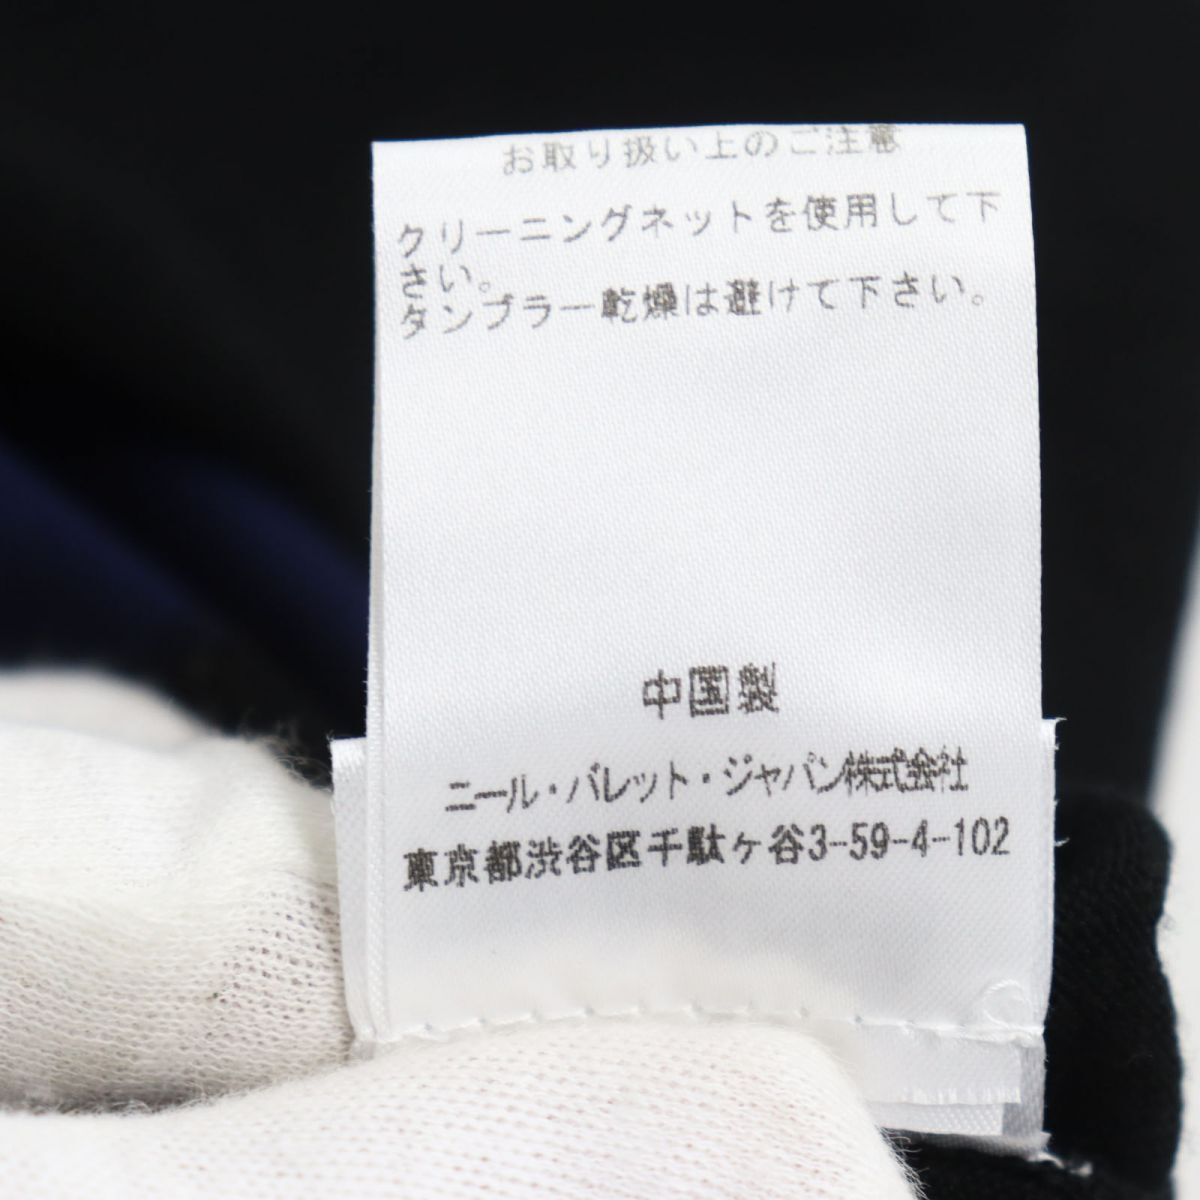 お取り扱い上のご注意
クリーニングネットを使用して下
さい。
タンブラー乾燥は避けて下さい。
中国製
ニール・バレット・ジャパン株式会社
東京都渋谷区千駄ヶ谷3-59-4-102